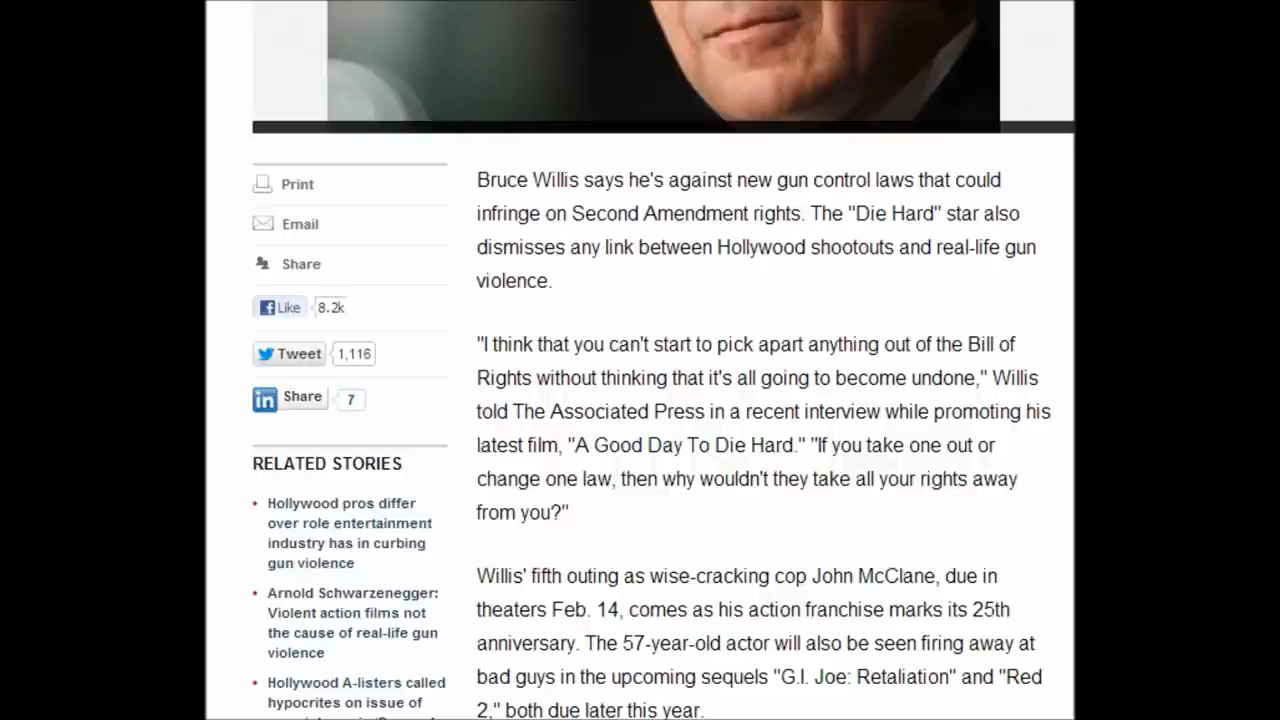 Print
Email
Share
Like 8.2k
Tweet 1,116
in Share 7
RELATED STORIES
• Hollywood pros differ
over role entertainment
industry has in curbing
gun violence
• Arnold Schwarzenegger:
Violent action films not
the cause of real-life gun
violence
• Hollywood A-listers called
hypocrites on issue of
Bruce Willis says he's against new gun control laws that could
infringe on Second Amendment rights. The "Die Hard" star also
dismisses any link between Hollywood shootouts and real-life gun
violence.
"I think that you can't start to pick apart anything out of the Bill of
Rights without thinking that it's all going to become undone," Willis
told The Associated Press in a recent interview while promoting his
latest film, "A Good Day To Die Hard." "If you take one out or
change one law, then why wouldn't they take all your rights away
from you?"
Willis' fifth outing as wise-cracking cop John McClane, due in
theaters Feb. 14, comes as his action franchise marks its 25th
anniversary. The 57-year-old actor will also be seen firing away at
bad guys in the upcoming sequels "G.I. Joe: Retaliation" and "Red
2," both due later this year.